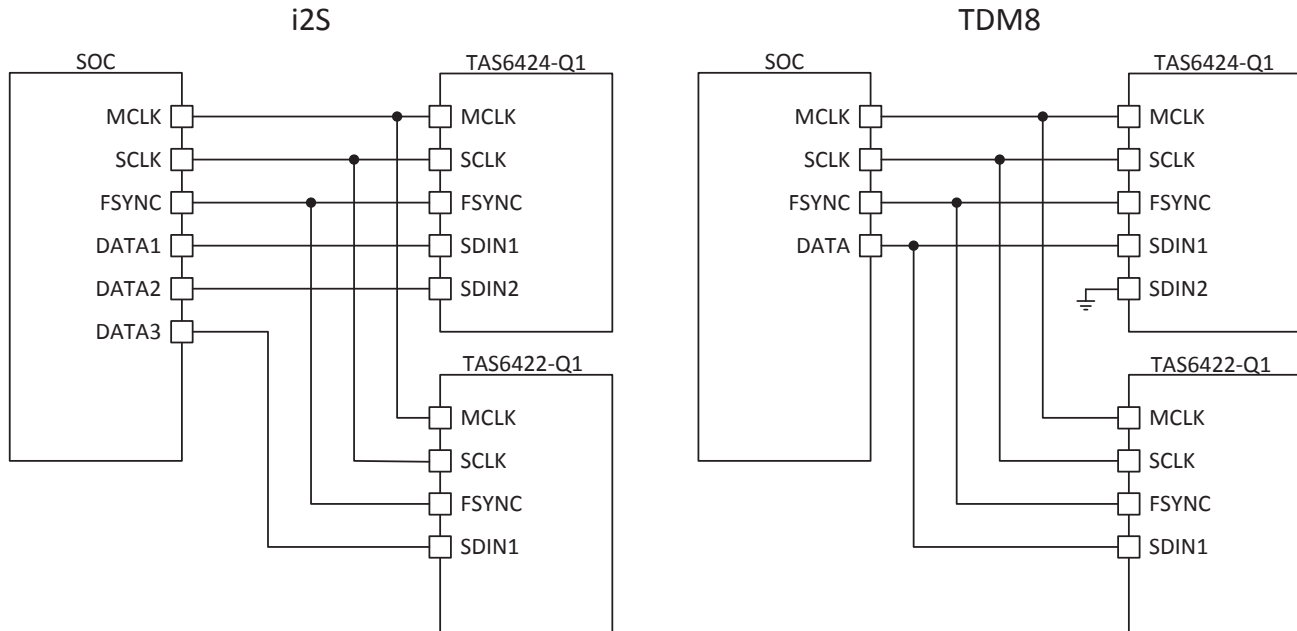 i2S
SOC
MCLK
SCLK
FSYNC
DATA1
DATA2
DATA3
TAS6424-Q1
MCLK
SCLK
FSYNC
SDIN1
SDIN2
TAS6422-Q1
MCLK
SCLK
FSYNC
SDIN1
TDM8
SOC
MCLK
SCLK
FSYNC
DATA
TAS6424-Q1
MCLK
SCLK
FSYNC
SDIN1
SDIN2
TAS6422-Q1
MCLK
SCLK
FSYNC
SDIN1